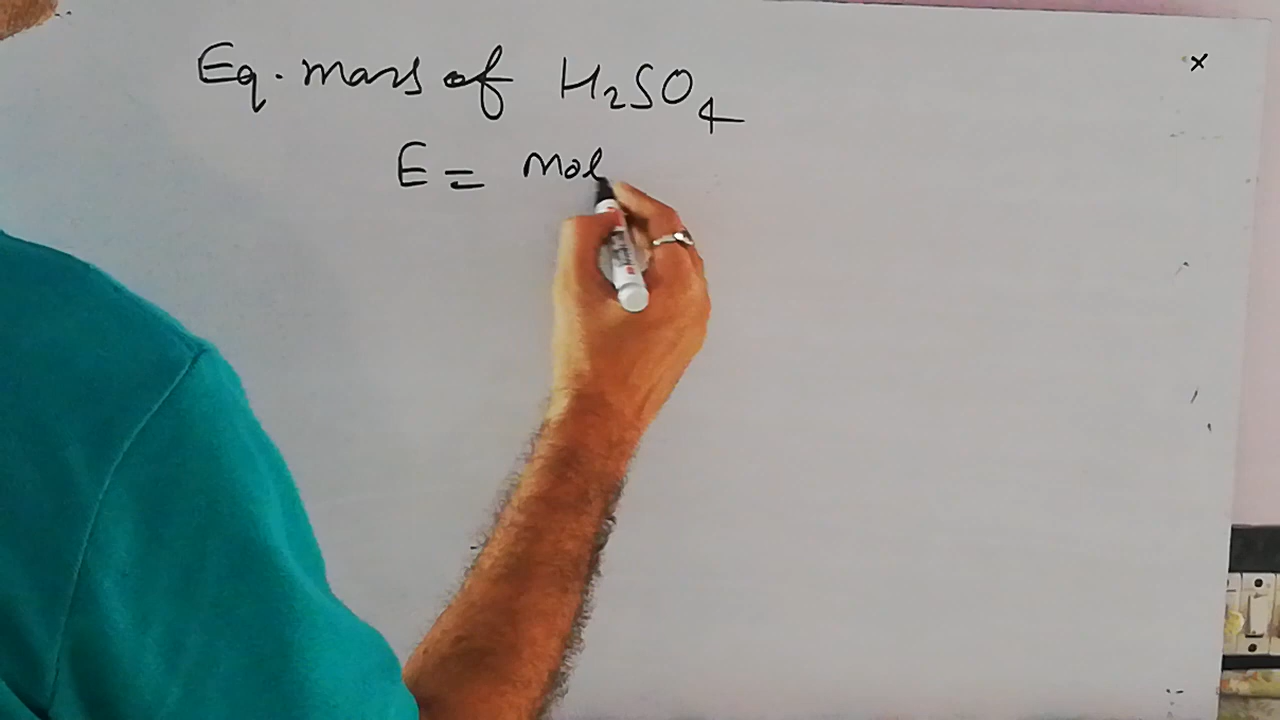 Eq. mass of H₂SO₄
E = Mol